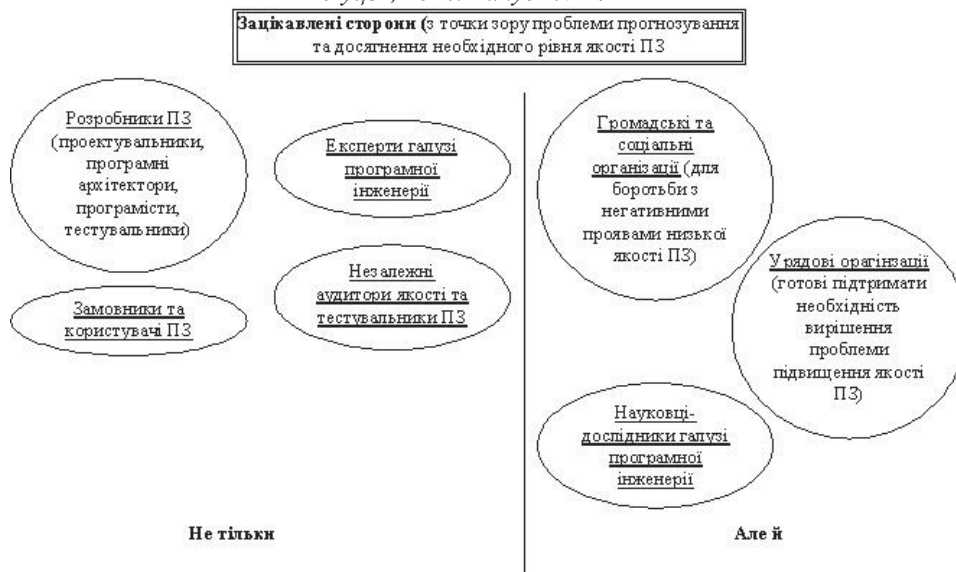 Зацікавлені сторони (з точки зору проблеми прогнозування
та досягнення необхідного рівня якості ПЗ
Розробники ПЗ
(проектувальники,
програмні
архітектори,
програмісти,
тестувальники)
Експерти галузі
програмної
інженерії
Незалежні
аудитори якості та
тестувальники ПЗ
Замовники та
користувачі ПЗ
Громадські та
соціальні
організації (для
боротьби з
негативними
проявами низької
якості ПЗ)
Урядові орагінзації
(готові підтримати
необхідність
вирішення
проблеми
підвищення якості
ПЗ)
Науковці-
дослідники галузі
програмної
інженерії
Не тільки
Але й